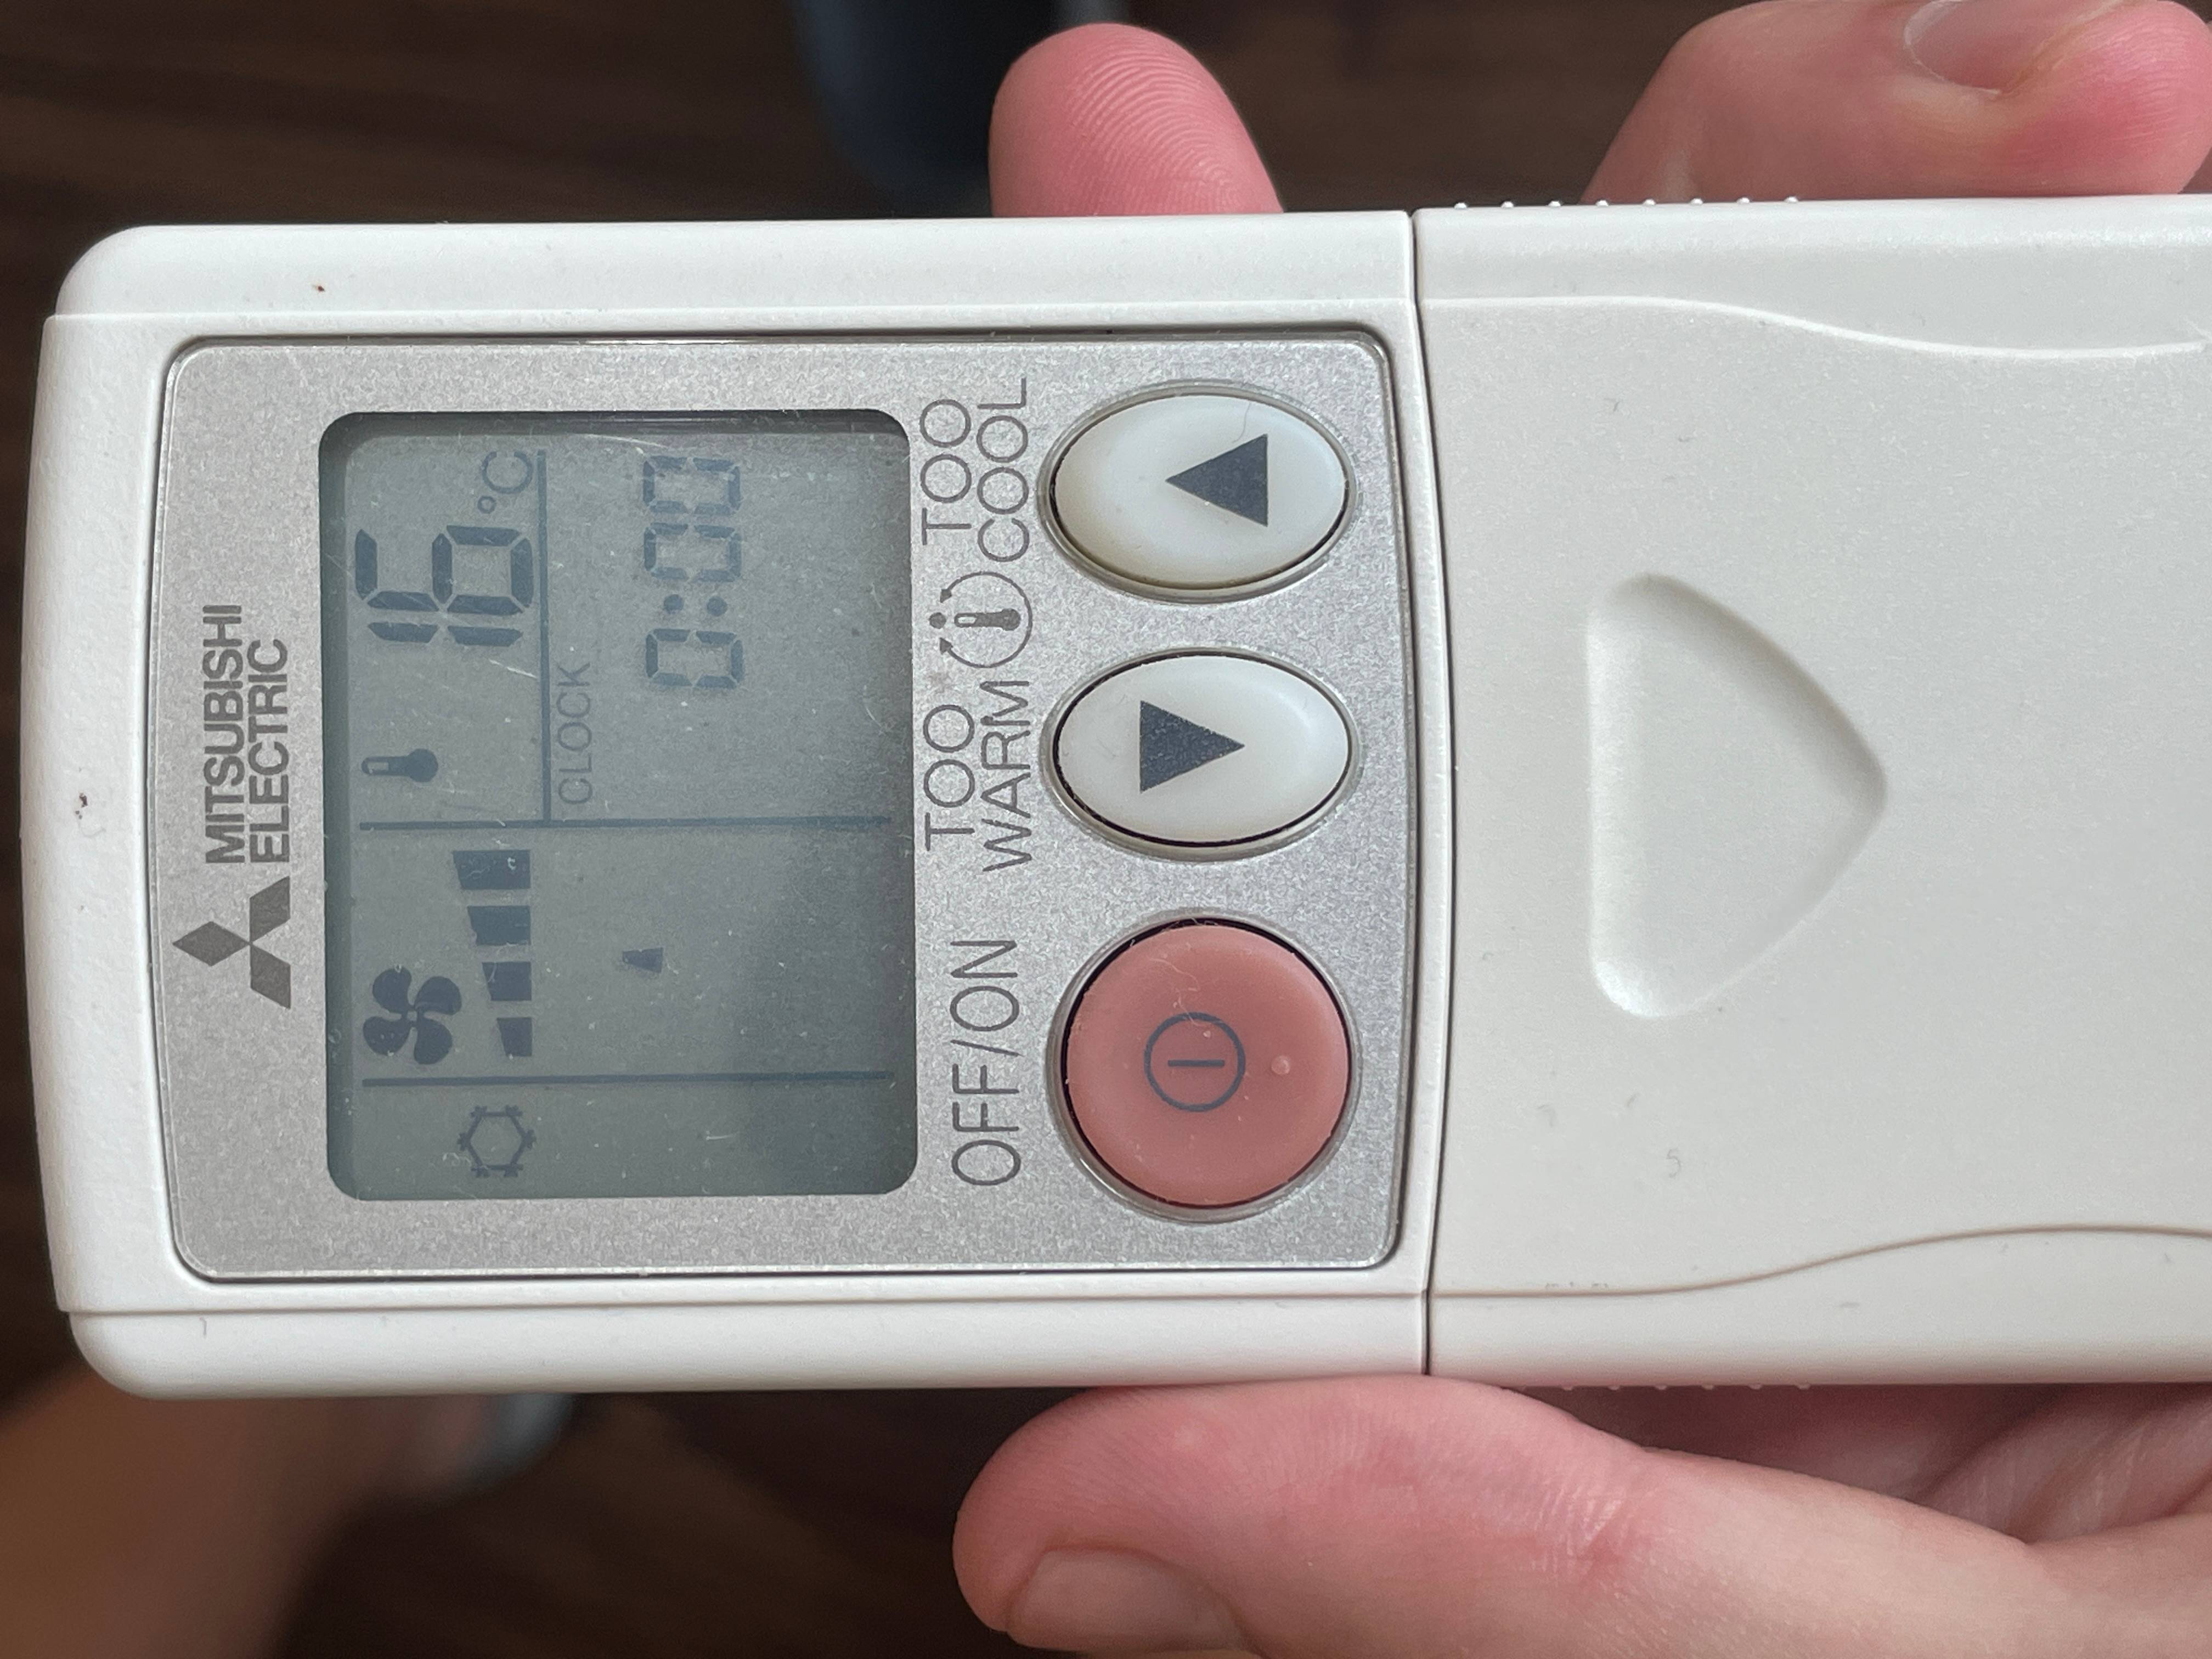 MITSUBISHI
ELECTRIC
16 °C
CLOCK
0:00
OFF/ON
TOO WARM
TOO COOL